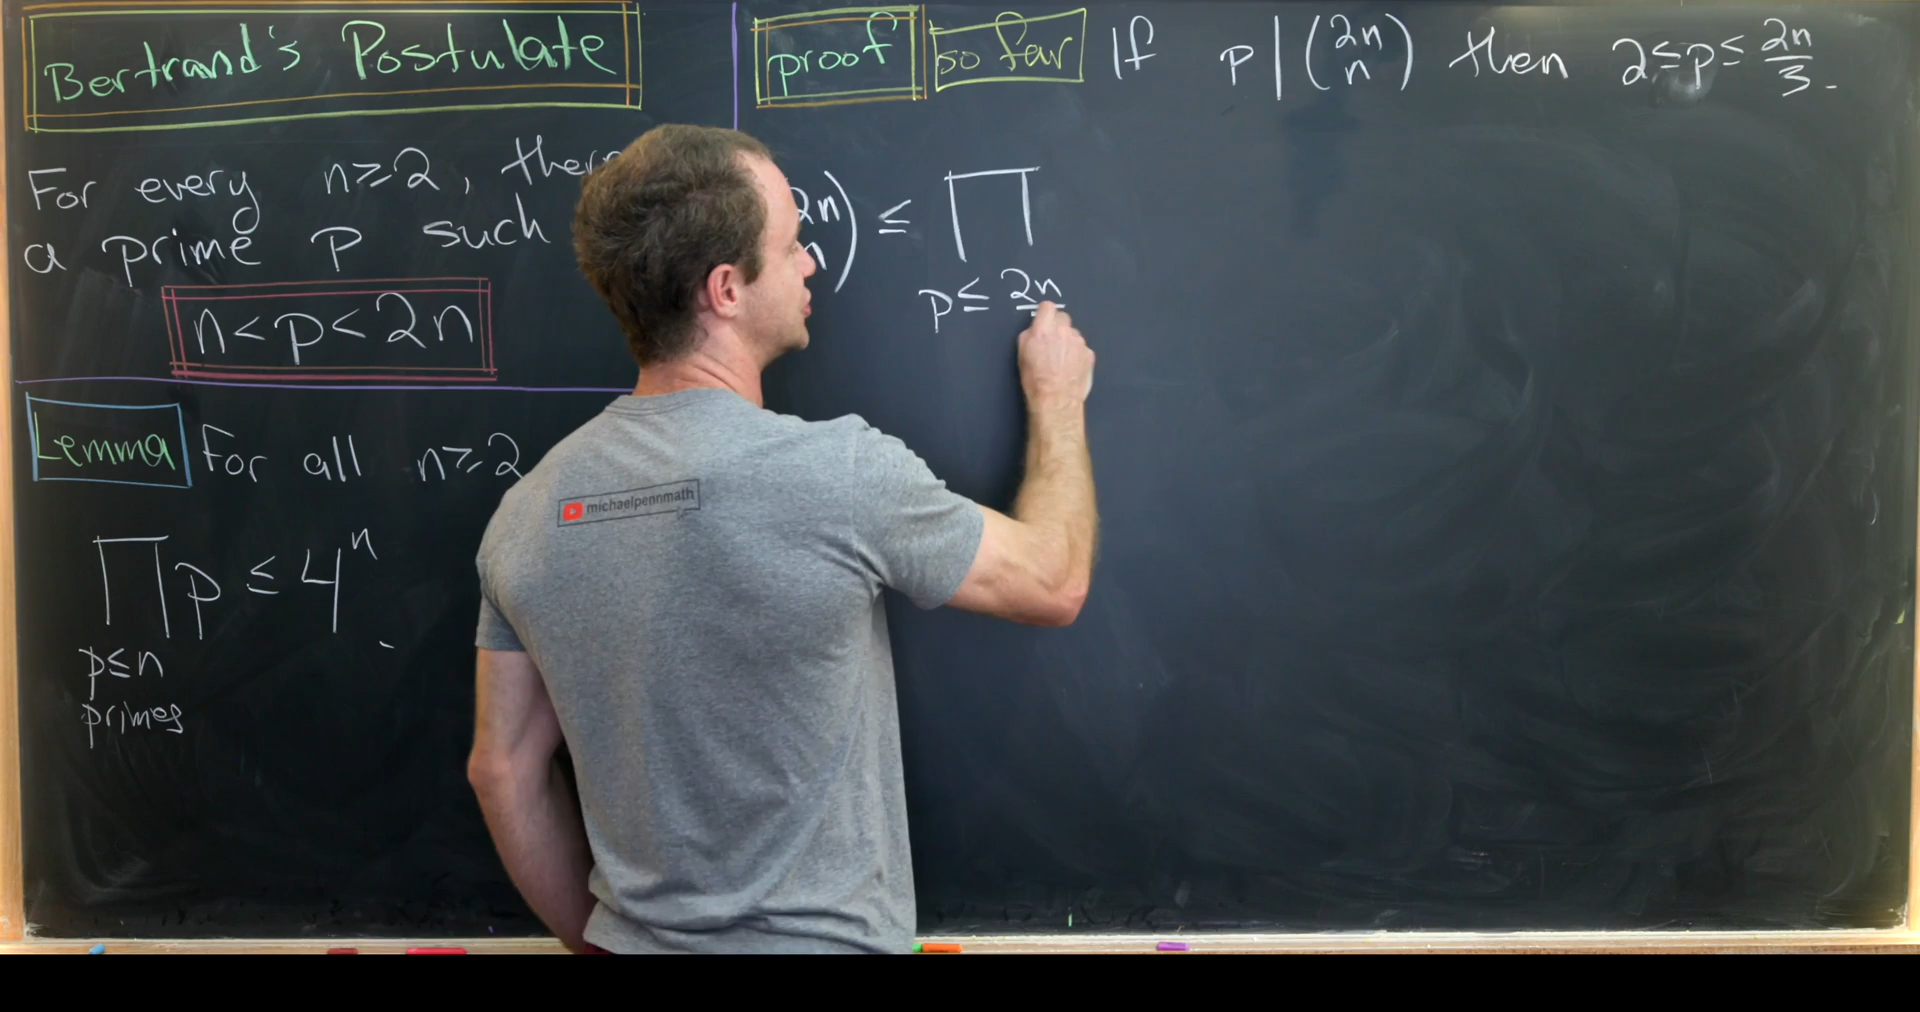 Bertrand's Postulate
For every n≥2, there
a prime p such
n<p<2n
Lemma For all n≥2
∏ p ≤ 4ⁿ
p≤n
primes
proof so far If p | (2n n) then 2≤p≤ 2n/3.
2n n) ≤ ∏
p ≤ 2n
michaelpennmath